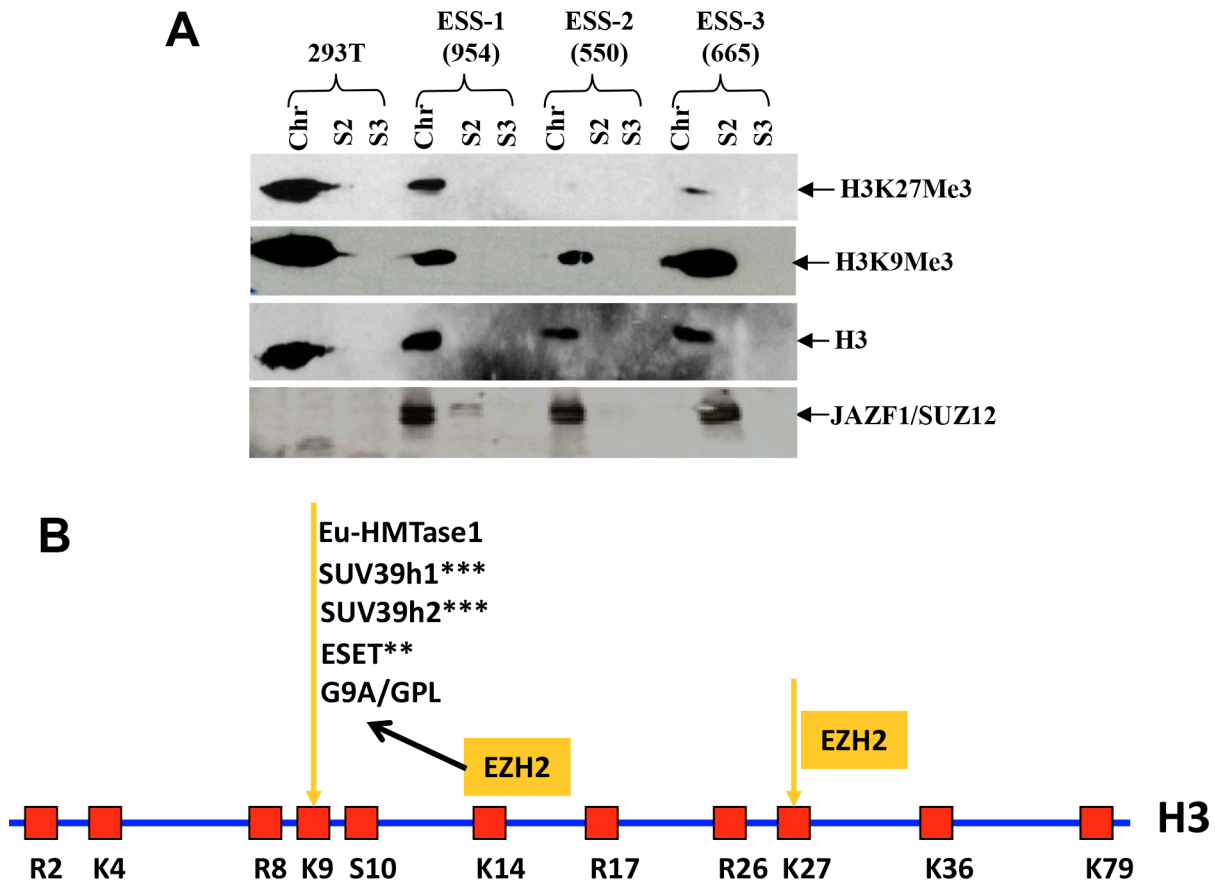 A
293T
ESS-1
(954)
ESS-2
(550)
ESS-3
(665)
Chr S2 S3 Chr S2 S3 Chr S2 S3 Chr S2 S3
H3K27Me3
H3K9Me3
H3
JAZF1/SUZ12
B
Eu-HMTase1
SUV39h1***
SUV39h2***
ESET**
G9A/GPL
EZH2
EZH2
H3
R2 K4 R8 K9 S10 K14 R17 R26 K27 K36 K79